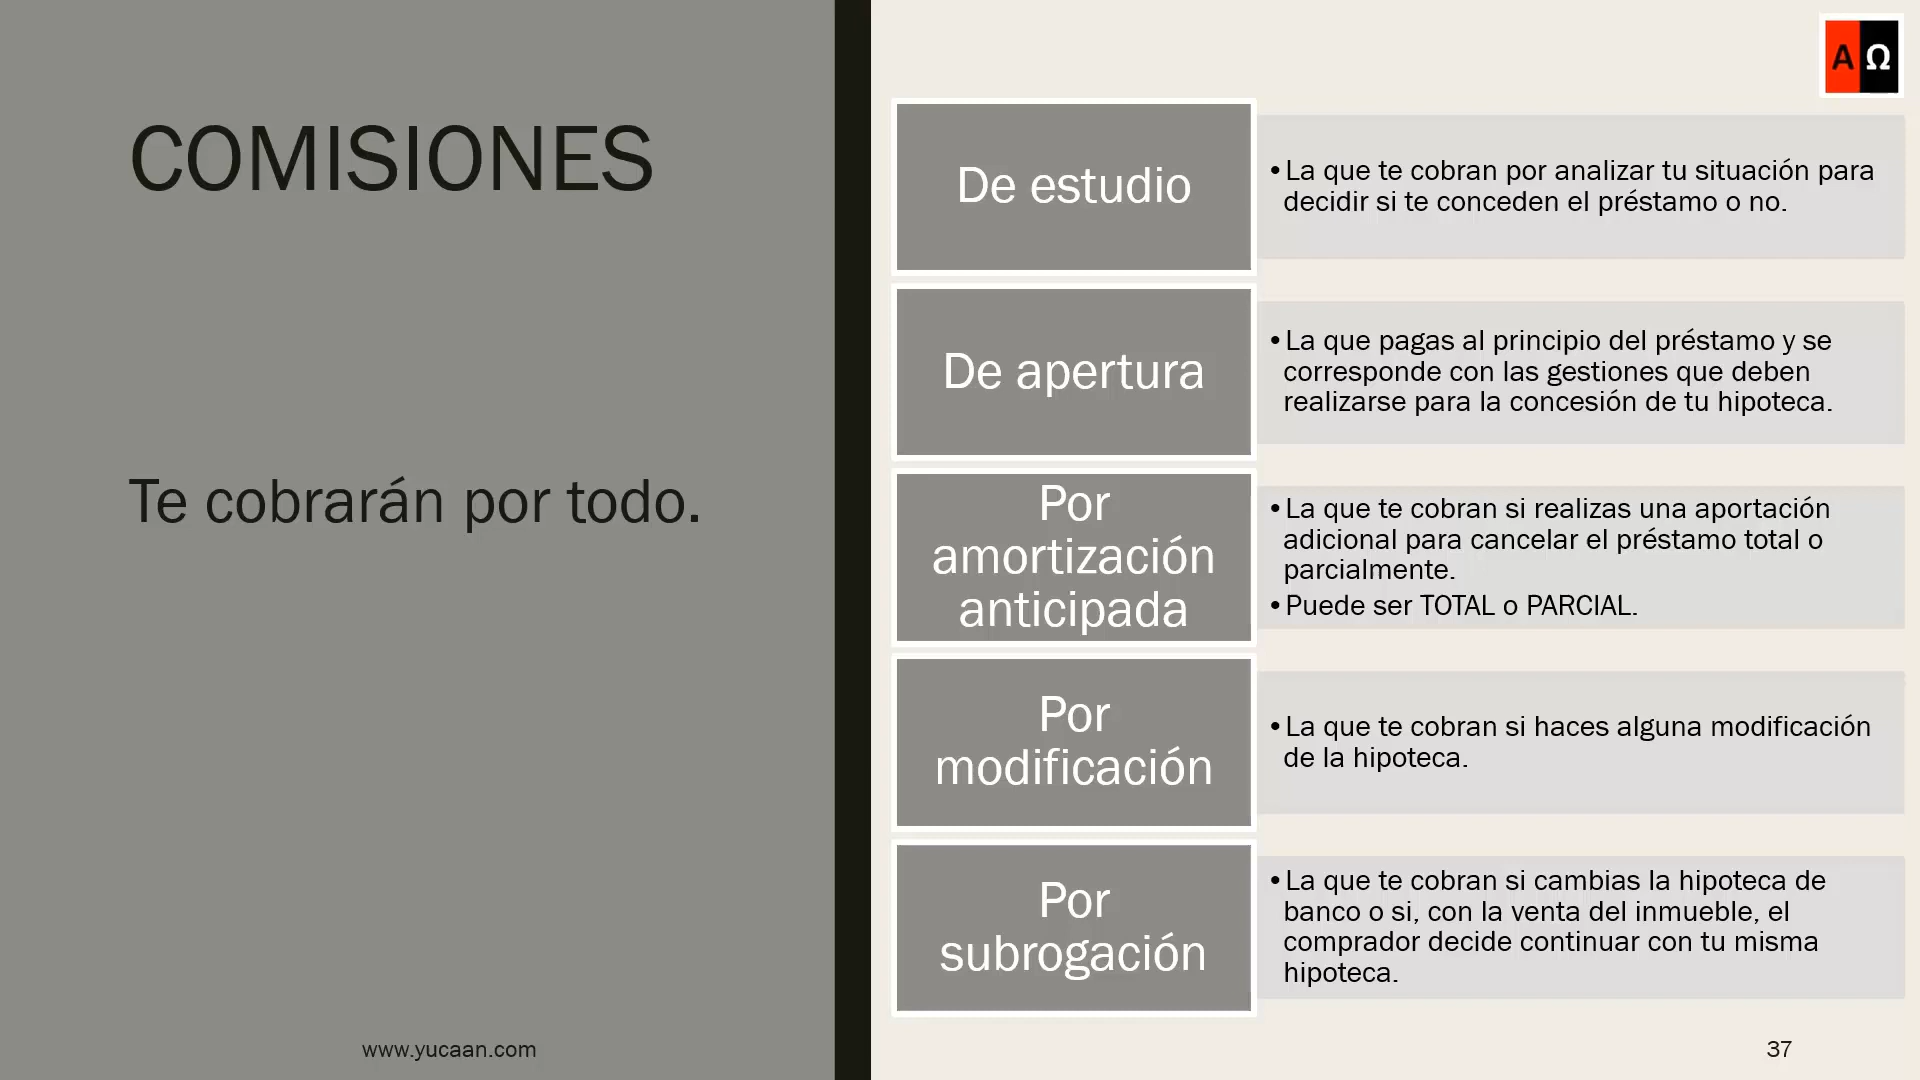 COMISIONES
Te cobrarán por todo.
www.yucaan.com
A Ω
De estudio
•La que te cobran por analizar tu situación para
decidir si te conceden el préstamo o no.
De apertura
•La que pagas al principio del préstamo y se
corresponde con las gestiones que deben
realizarse para la concesión de tu hipoteca.
Por
amortización
anticipada
•La que te cobran si realizas una aportación
adicional para cancelar el préstamo total o
parcialmente.
•Puede ser TOTAL o PARCIAL.
Por
modificación
•La que te cobran si haces alguna modificación
de la hipoteca.
Por
subrogación
•La que te cobran si cambias la hipoteca de
banco o si, con la venta del inmueble, el
comprador decide continuar con tu misma
hipoteca.
37